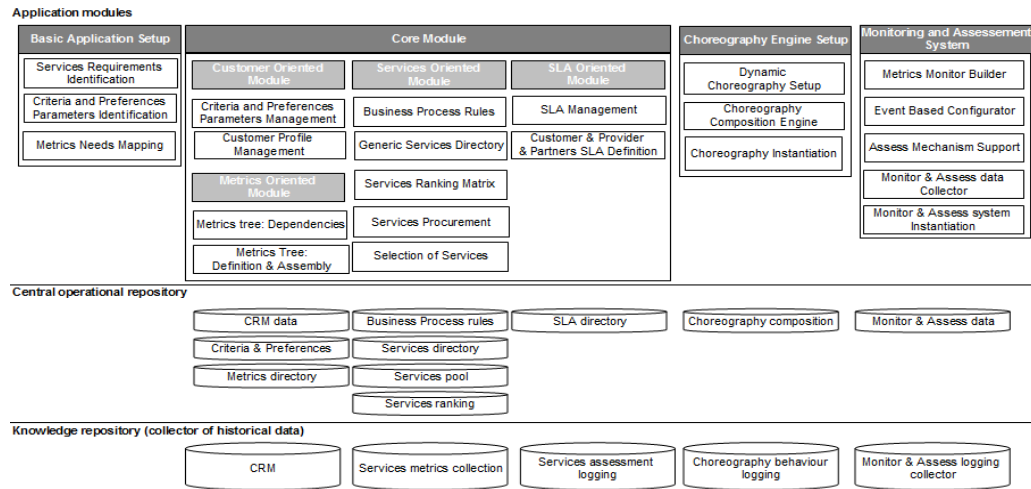 Application modules
Basic Application Setup
Services Requirements
Identification
Criteria and Preferences
Parameters Identification
Metrics Needs Mapping
Core Module
Customer Oriented
Module
Criteria and Preferences
Parameters Management
Customer Profile
Management
Metrics Oriented
Module
Metrics tree: Dependencies
Metrics Tree:
Definition & Assembly
Services Oriented
Module
Business Process Rules
Generic Services Directory
Services Ranking Matrix
Services Procurement
Selection of Services
SLA Oriented
Module
SLA Management
Customer & Provider
& Partners SLA Definition
Choreography Engine Setup
Dynamic
Choreography Setup
Choreography
Composition Engine
Choreography Instantiation
Monitoring and Assessement
System
Metrics Monitor Builder
Event Based Configurator
Assess Mechanism Support
Monitor & Assess data
Collector
Monitor & Assess system
Instantiation
Central operational repository
CRM data
Criteria & Preferences
Metrics directory
Business Process rules
Services directory
Services pool
Services ranking
SLA directory
Choreography composition
Monitor & Assess data
Knowledge repository (collector of historical data)
CRM
Services metrics collection
Services assessment
logging
Choreography behaviour
logging
Monitor & Assess logging
collector